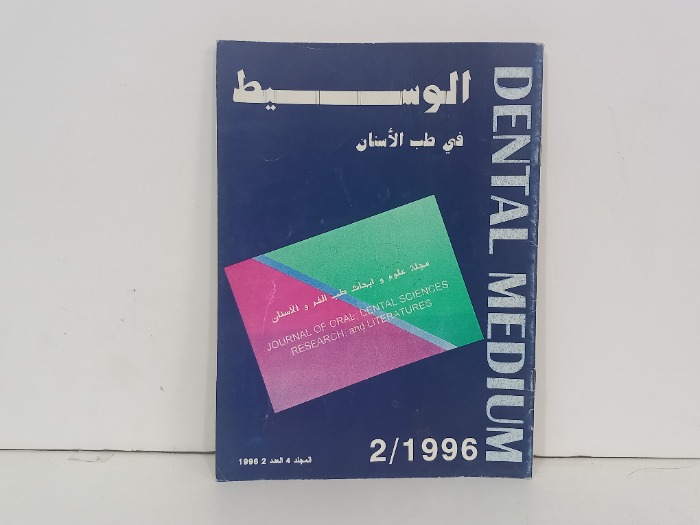 الوسيط
في طب الأسنان
DENTAL MEDIUM
مجلة علوم و ابحاث طب الفم و الاسنان
JOURNAL OF ORAL, DENTAL SCIENCES
RESEARCH, and LITERATURES
2/1996
المجلد 4 العدد 2 1996